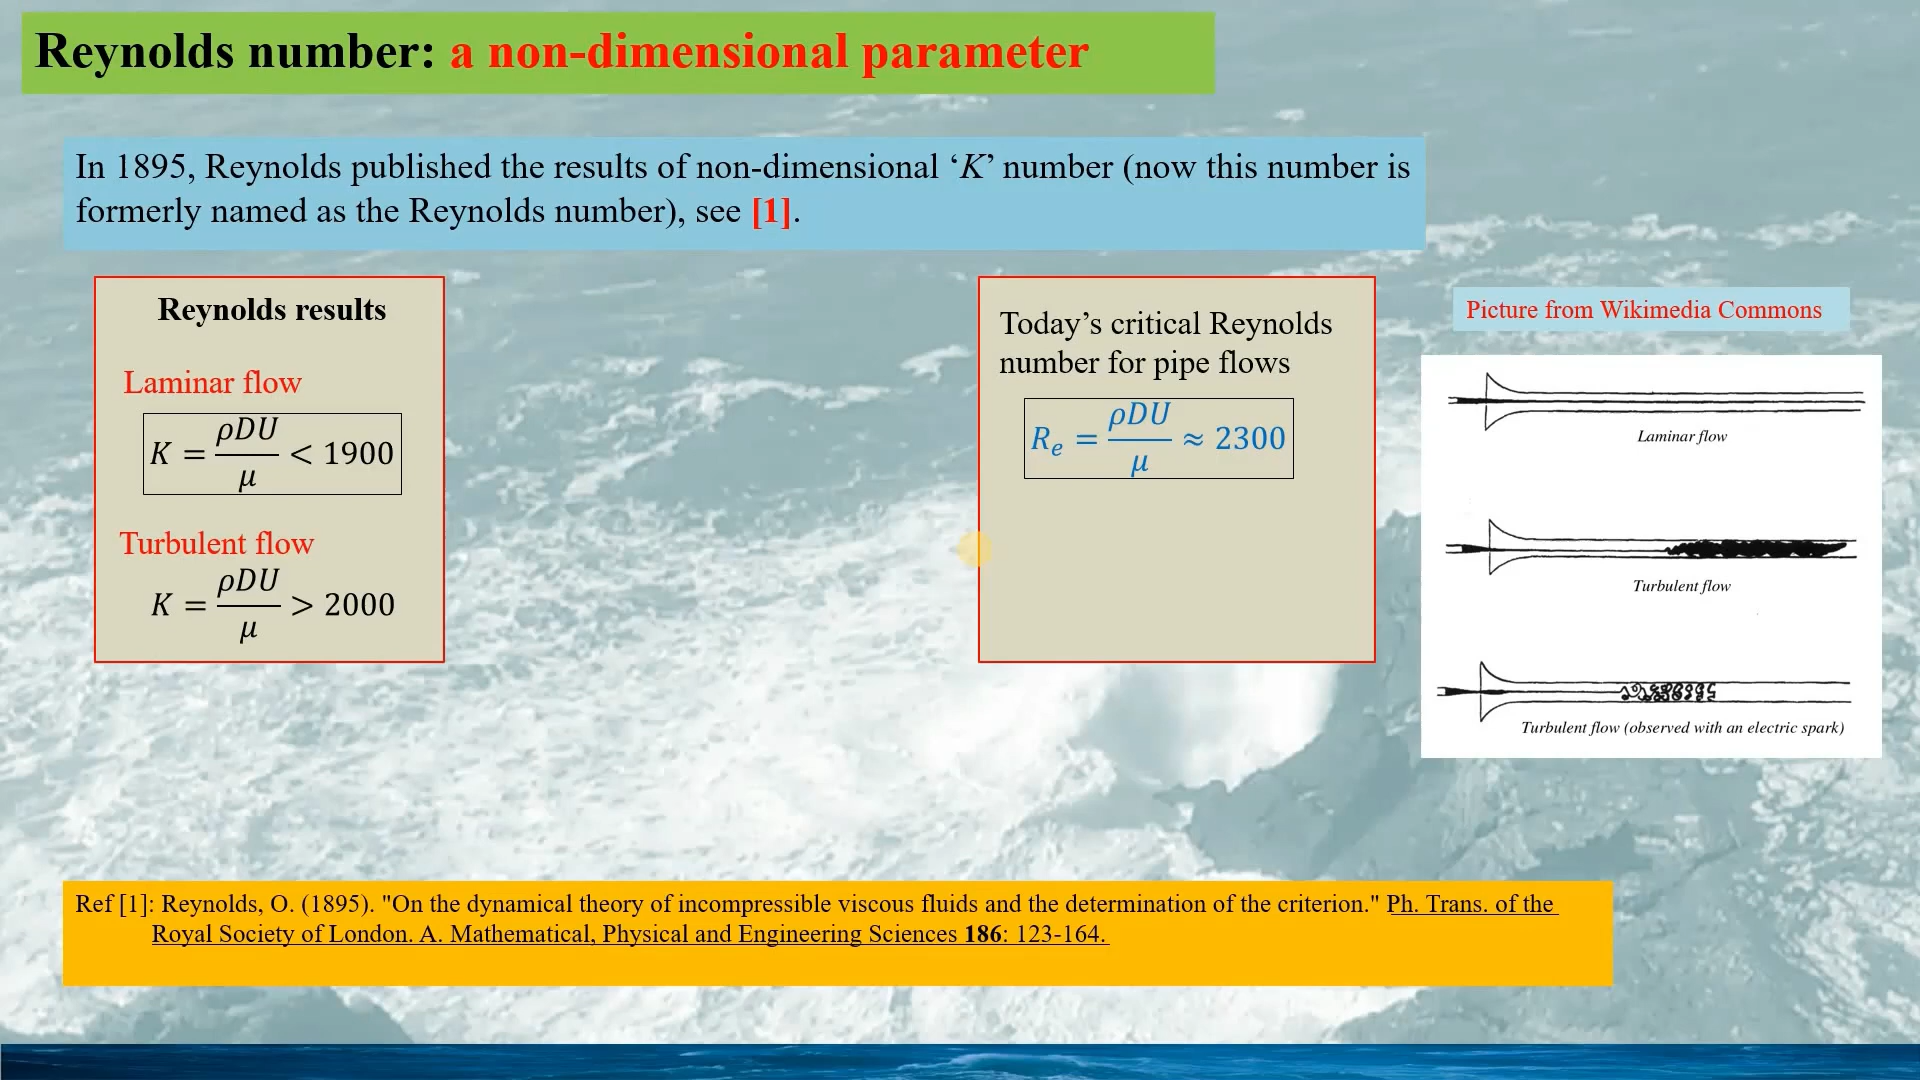 Reynolds number: a non-dimensional parameter
In 1895, Reynolds published the results of non-dimensional ‘K’ number (now this number is
formerly named as the Reynolds number), see [1].
Reynolds results
Laminar flow
K = ρDU/μ < 1900
Turbulent flow
K = ρDU/μ > 2000
Today’s critical Reynolds
number for pipe flows
Rₑ = ρDU/μ ≈ 2300
Picture from Wikimedia Commons
Laminar flow
Turbulent flow
Turbulent flow (observed with an electric spark)
Ref [1]: Reynolds, O. (1895). "On the dynamical theory of incompressible viscous fluids and the determination of the criterion." Ph. Trans. of the
Royal Society of London. A. Mathematical, Physical and Engineering Sciences 186: 123-164.